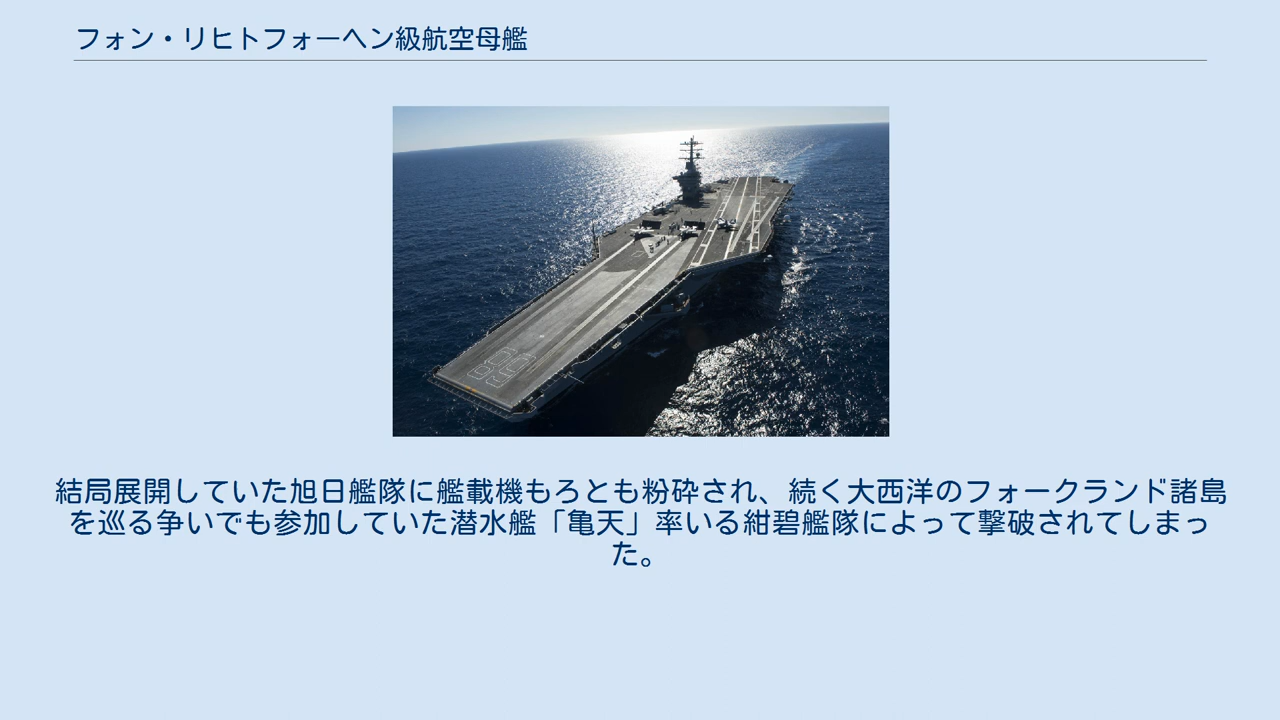 フォン・リヒトフォーヘン級航空母艦
69
結局展開していた旭日艦隊に艦載機もろとも粉砕され、続く大西洋のフォークランド諸島
を巡る争いでも参加していた潜水艦「亀天」率いる紺碧艦隊によって撃破されてしまっ
た。